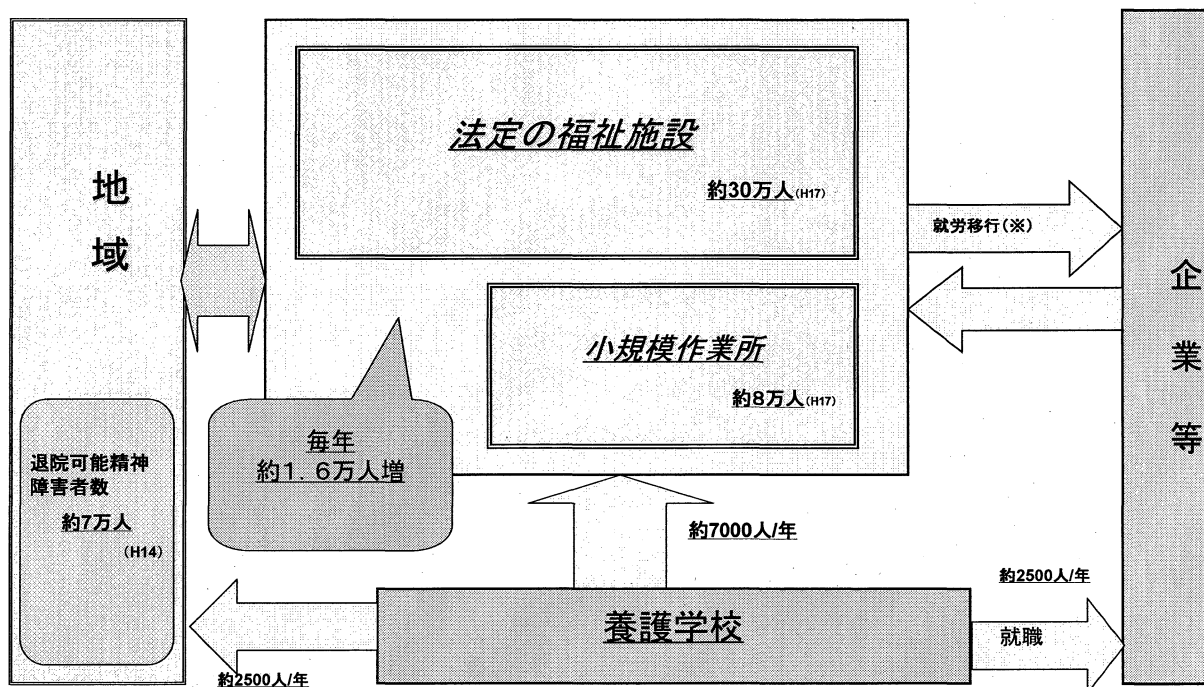 法定の福祉施設
約30万人(H17)
地域
就労移行(※)
企業等
小規模作業所
約8万人(H17)
毎年
約1.6万人増
退院可能精神
障害者数
約7万人
(H14)
約7000人/年
約2500人/年
養護学校
就職
約2500人/年